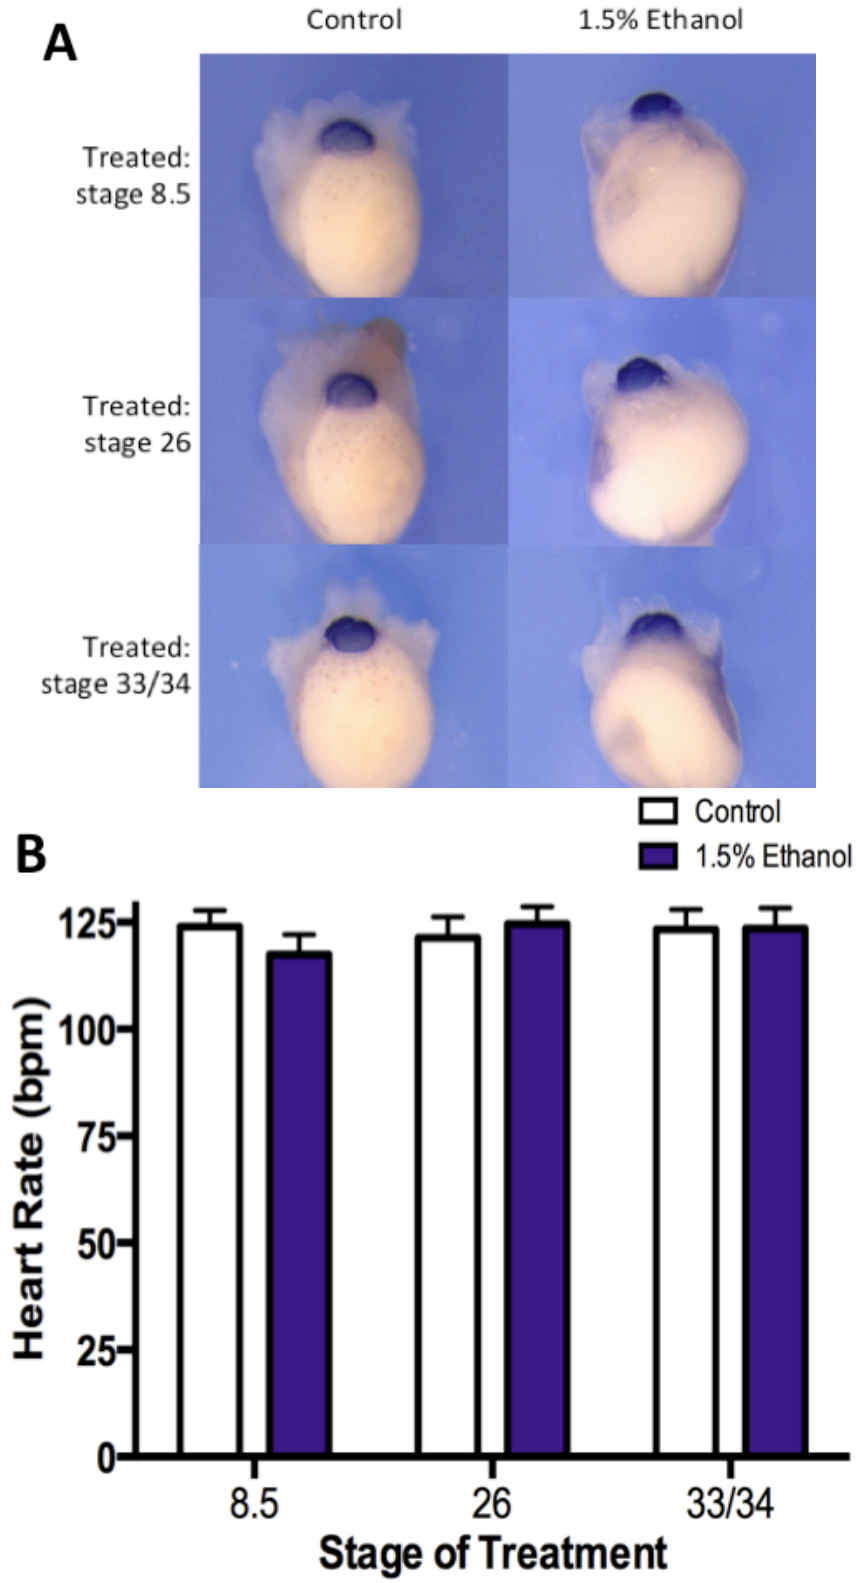 A
Control
1.5% Ethanol
Treated:
stage 8.5
Treated:
stage 26
Treated:
stage 33/34
B
Control
1.5% Ethanol
Heart Rate (bpm)
125
100
75
50
25
0
8.5
26
33/34
Stage of Treatment